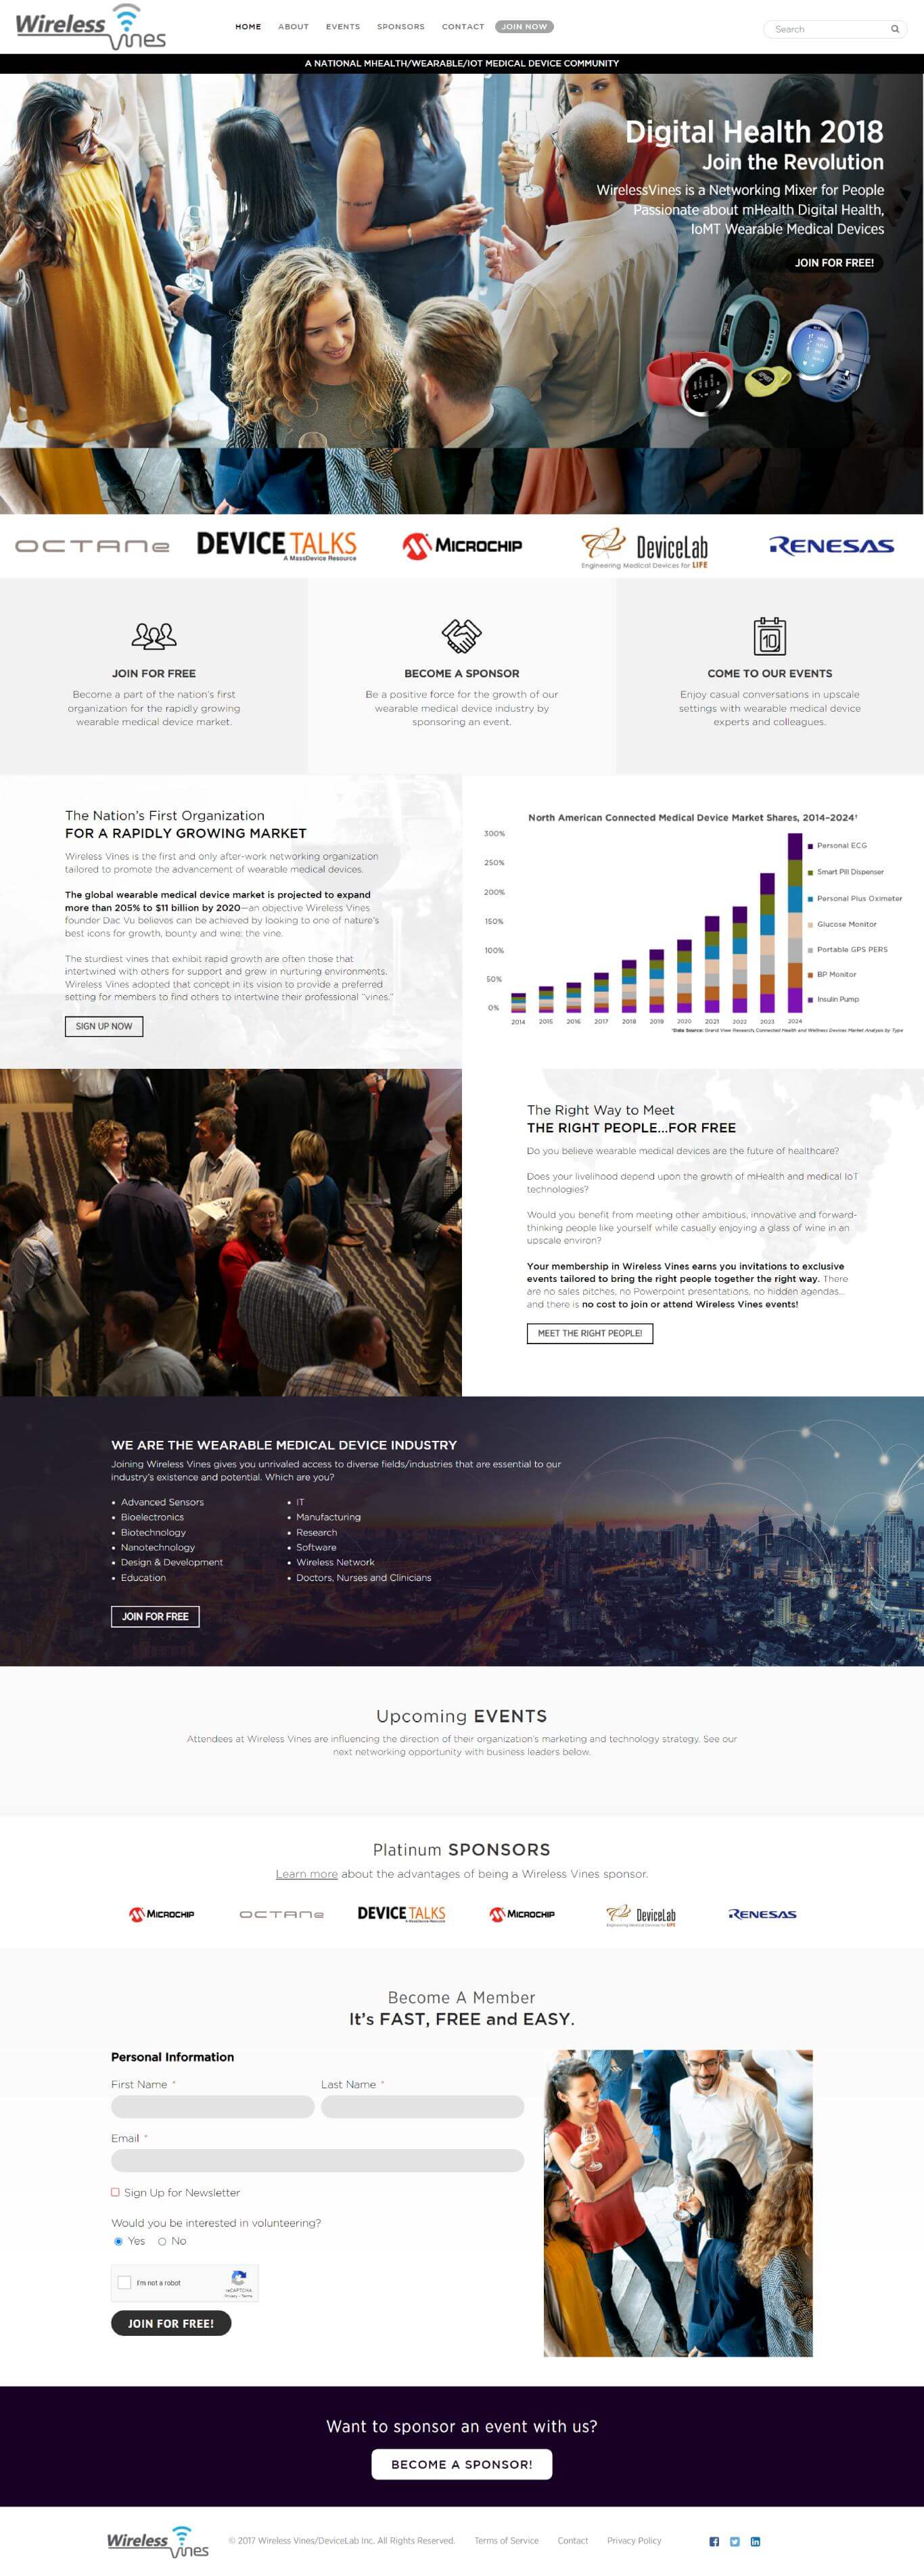 Wireless Vines
HOME ABOUT EVENTS SPONSORS CONTACT JOIN NOW
Search
A NATIONAL MHEALTH/WEARABLE/IOT MEDICAL DEVICE COMMUNITY
Digital Health 2018
Join the Revolution
WirelessVines is a Networking Mixer for People
Passionate about mHealth Digital Health,
IoMT Wearable Medical Devices
JOIN FOR FREE!
OCTANe
DEVICETALKS
A MassDevice Resource
MICROCHIP
DeviceLab
Engineering Medical Devices for LIFE
RENESAS
10
JOIN FOR FREE
Become a part of the nation's first
organization for the rapidly growing
wearable medical device market.
BECOME A SPONSOR
Be a positive force for the growth of our
wearable medical device industry by
sponsoring an event.
COME TO OUR EVENTS
Enjoy casual conversations in upscale
settings with wearable medical device
experts and colleagues.
The Nation's First Organization
FOR A RAPIDLY GROWING MARKET
Wireless Vines is the first and only after-work networking organization
tailored to promote the advancement of wearable medical devices.
The global wearable medical device market is projected to expand
more than 205% to $11 billion by 2020—an objective Wireless Vines
founder Dac Vu believes can be achieved by looking to one of nature's
best icons for growth, bounty and wine: the vine.
The sturdiest vines that exhibit rapid growth are often those that
intertwined with others for support and grew in nurturing environments.
Wireless Vines adopted that concept in its vision to provide a preferred
setting for members to find others to intertwine their professional "vines."
SIGN UP NOW
North American Connected Medical Device Market Shares, 2014-2024¹
300%
250%
200%
150%
100%
50%
0%
Personal ECG
Smart Pill Dispenser
Personal Plus Oximeter
Glucose Monitor
Portable GPS PERS
BP Monitor
Insulin Pump
2014 2015 2016 2017 2018 2019 2020 2021 2022 2023 2024
¹Data Source: Grand View Research, Connected Health and Wellness Devices Market Analysis by Type
The Right Way to Meet
THE RIGHT PEOPLE...FOR FREE
Do you believe wearable medical devices are the future of healthcare?
Does your livelihood depend upon the growth of mHealth and medical IoT
technologies?
Would you benefit from meeting other ambitious, innovative and forward-
thinking people like yourself while casually enjoying a glass of wine in an
upscale environ?
Your membership in Wireless Vines earns you invitations to exclusive
events tailored to bring the right people together the right way. There
are no sales pitches, no Powerpoint presentations, no hidden agendas...
and there is no cost to join or attend Wireless Vines events!
MEET THE RIGHT PEOPLE!
WE ARE THE WEARABLE MEDICAL DEVICE INDUSTRY
Joining Wireless Vines gives you unrivaled access to diverse fields/industries that are essential to our
industry's existence and potential. Which are you?
• Advanced Sensors
• Bioelectronics
• Biotechnology
• Nanotechnology
• Design & Development
• Education
• IT
• Manufacturing
• Research
• Software
• Wireless Network
• Doctors, Nurses and Clinicians
JOIN FOR FREE
Upcoming EVENTS
Attendees at Wireless Vines are influencing the direction of their organization's marketing and technology strategy. See our
next networking opportunity with business leaders below.
Platinum SPONSORS
Learn more about the advantages of being a Wireless Vines sponsor.
MICROCHIP
OCTANe
DEVICETALKS
A MassDevice Resource
MICROCHIP
DeviceLab
Engineering Medical Devices for LIFE
RENESAS
Become A Member
It's FAST, FREE and EASY.
Personal Information
First Name *
Last Name *
Email *
Sign Up for Newsletter
Would you be interested in volunteering?
Yes No
I'm not a robot
reCAPTCHA
Privacy - Terms
JOIN FOR FREE!
Want to sponsor an event with us?
BECOME A SPONSOR!
Wireless Vines
© 2017 Wireless Vines/DeviceLab Inc. All Rights Reserved. Terms of Service Contact Privacy Policy